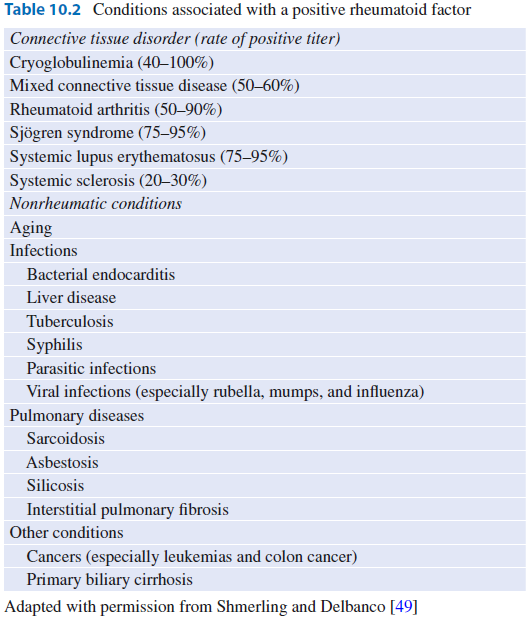 Table 10.2 Conditions associated with a positive rheumatoid factor
Connective tissue disorder (rate of positive titer)
Cryoglobulinemia (40–100%)
Mixed connective tissue disease (50–60%)
Rheumatoid arthritis (50–90%)
Sjögren syndrome (75–95%)
Systemic lupus erythematosus (75–95%)
Systemic sclerosis (20–30%)
Nonrheumatic conditions
Aging
Infections
Bacterial endocarditis
Liver disease
Tuberculosis
Syphilis
Parasitic infections
Viral infections (especially rubella, mumps, and influenza)
Pulmonary diseases
Sarcoidosis
Asbestosis
Silicosis
Interstitial pulmonary fibrosis
Other conditions
Cancers (especially leukemias and colon cancer)
Primary biliary cirrhosis
Adapted with permission from Shmerling and Delbanco [49]